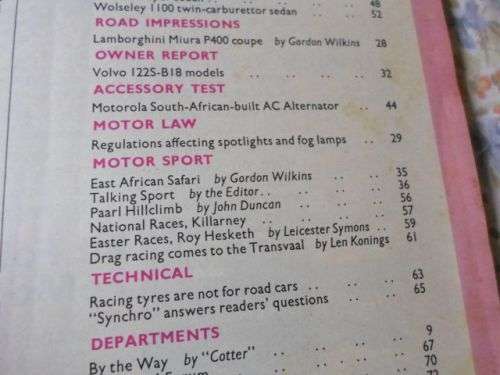 48
Wolseley 1100 twin-carburettor sedan .. 52
ROAD IMPRESSIONS
Lamborghini Miura P400 coupe by Gordon Wilkins 28
OWNER REPORT
Volvo 122S-B18 models .. .. .. .. 32
ACCESSORY TEST
Motorola South-African-built AC Alternator .. 44
MOTOR LAW
Regulations affecting spotlights and fog lamps .. 29
MOTOR SPORT
East African Safari by Gordon Wilkins .. .. 35
Talking Sport by the Editor.. .. .. .. 36
Paarl Hillclimb by John Duncan .. .. .. 56
National Races, Killarney .. .. .. .. 57
Easter Races, Roy Hesketh by Leicester Symons .. 59
Drag racing comes to the Transvaal by Len Konings 61
TECHNICAL
Racing tyres are not for road cars .. .. .. 63
"Synchro" answers readers' questions .. .. 65
DEPARTMENTS
By the Way by "Cotter" .. .. .. .. 9
67
70